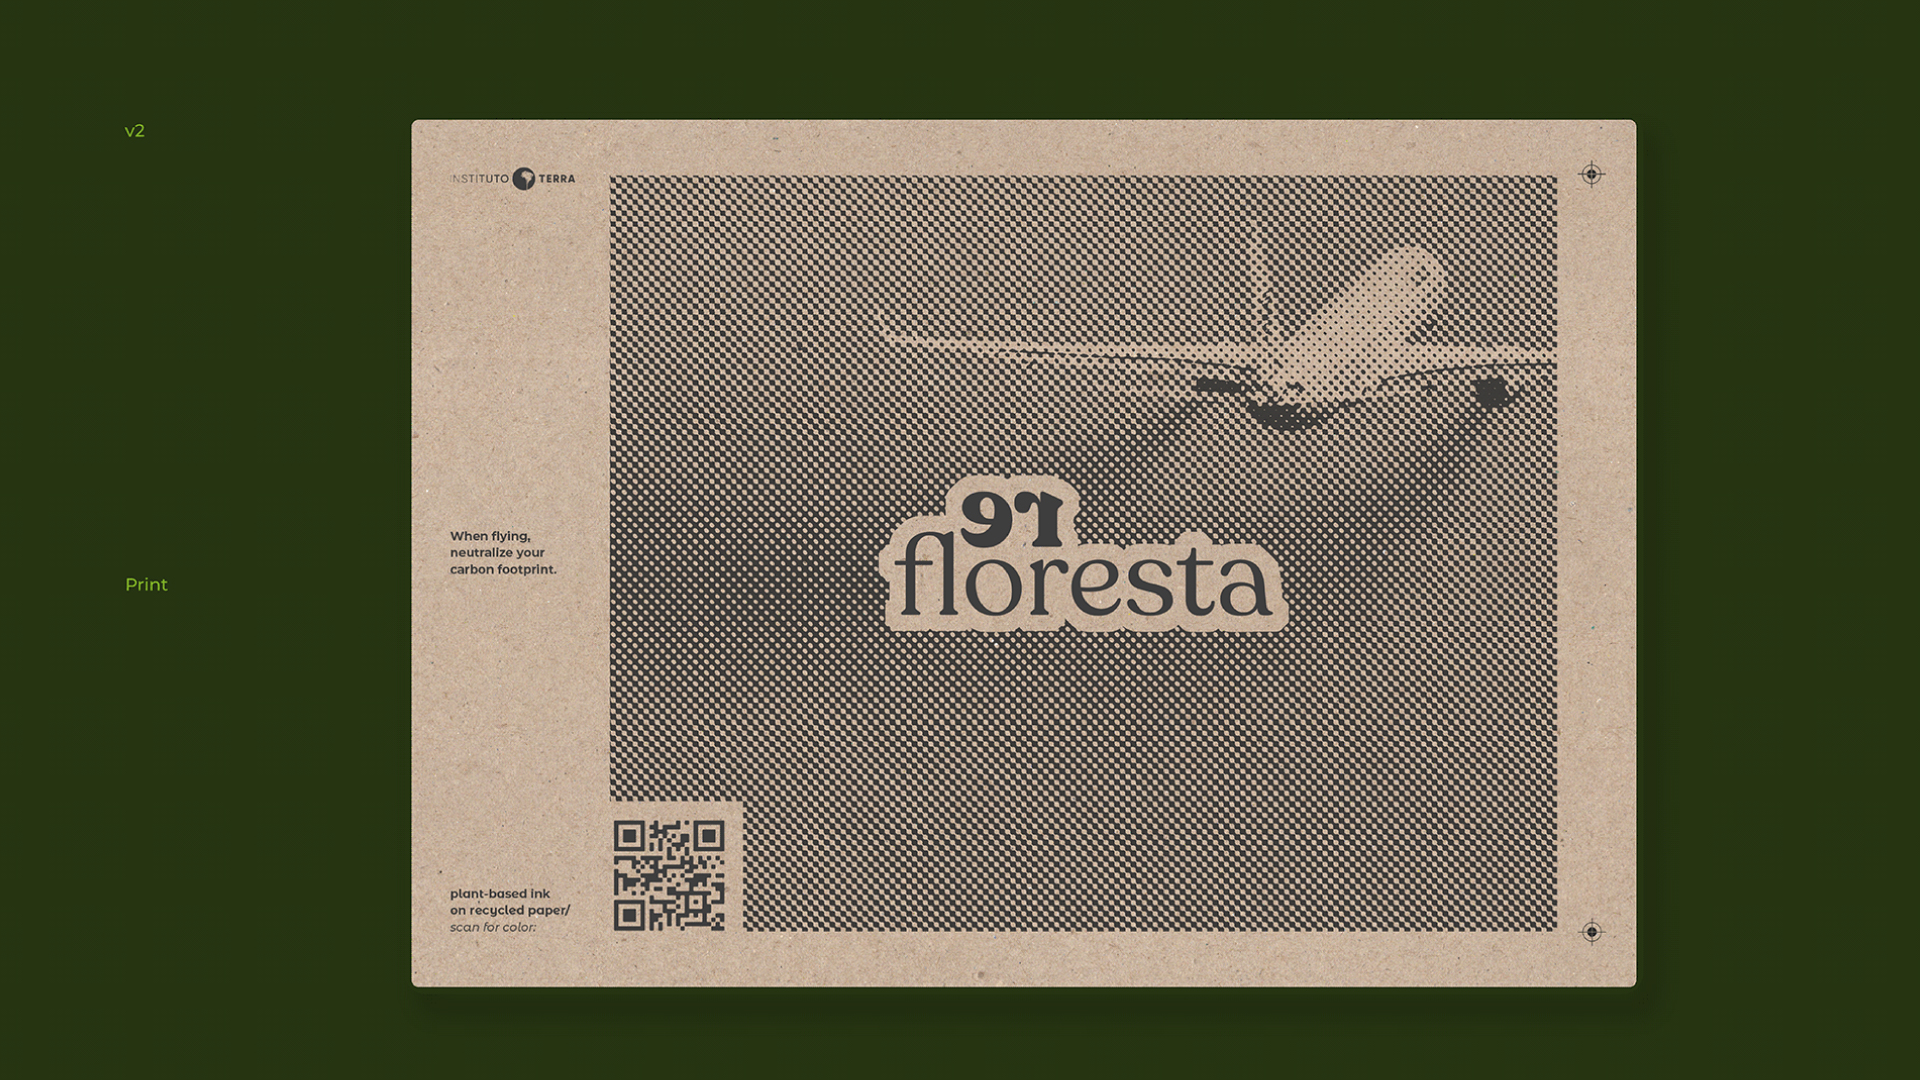 v2
INSTITUTO TERRA
When flying,
neutralize your
carbon footprint.
Print
re
floresta
plant-based ink
on recycled paper/
scan for color: